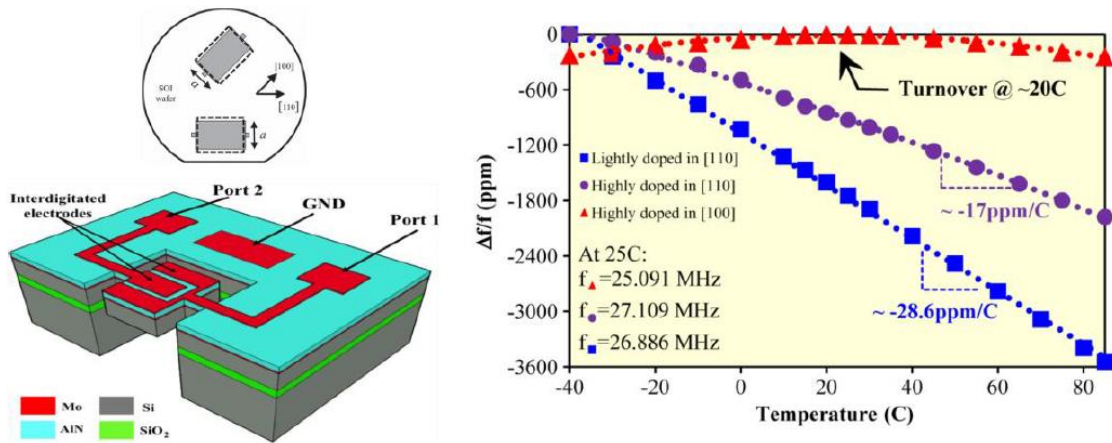 SOI
wafer
a
[100]
[110]
a
Interdigitated
electrodes
Port 2
GND
Port 1
Mo
Si
AlN
SiO2
Δf/f (ppm)
0
-600
-1200
-1800
-2400
-3000
-3600
Turnover @ ~20C
Lightly doped in [110]
Highly doped in [110]
Highly doped in [100]
~ -17ppm/C
At 25C:
f =25.091 MHz
f =27.109 MHz
f =26.886 MHz
~ -28.6ppm/C
-40 -20 0 20 40 60 80
Temperature (C)